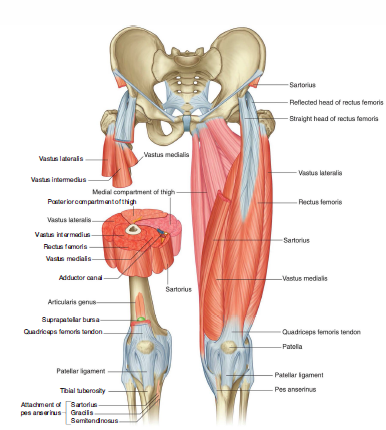 Sartorius
Reflected head of rectus femoris
Straight head of rectus femoris
Vastus lateralis
Vastus medialis
Vastus intermedius
Vastus lateralis
Medial compartment of thigh
Posterior compartment of thigh
Rectus femoris
Vastus lateralis
Vastus intermedius
Rectus femoris
Sartorius
Vastus medialis
Adductor canal
Vastus medialis
Sartorius
Articularis genus
Suprapatellar bursa
Quadriceps femoris tendon
Quadriceps femoris tendon
Patella
Patellar ligament
Patellar ligament
Tibial tuberosity
Pes anserinus
Attachment of
pes anserinus
Sartorius
Gracilis
Semitendinosus